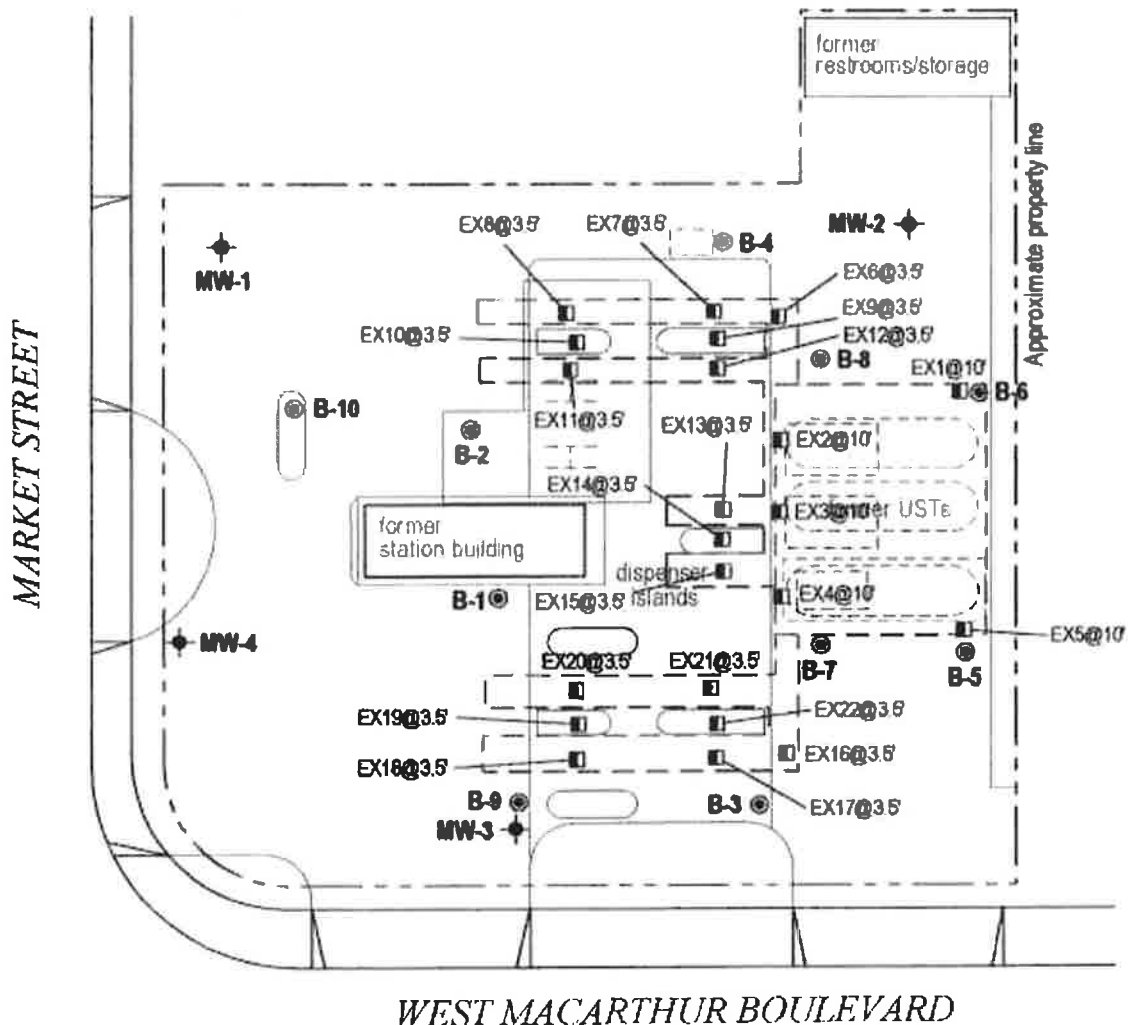 former
restrooms/storage
Approximate property line
EX8@3.5'
EX7@3.5'
B-4
MW-2
MW-1
EX6@3.5'
EX9@3.5'
EX10@3.5'
EX12@3.5'
B-8
EX1@10'
B-6
B-10
EX11@3.5'
EX13@3.5'
B-2
EX2@10'
EX14@3.5'
EX3@10'
former USTs
former
station building
dispenser
islands
EX4@10'
B-1
EX15@3.5'
MARKET STREET
MW-4
EX5@10'
B-7
B-5
EX20@3.5'
EX21@3.5'
EX19@3.5'
EX22@3.5'
EX18@3.5'
EX16@3.5'
B-9
B-3
EX17@3.5'
MW-3
WEST MACARTHUR BOULEVARD